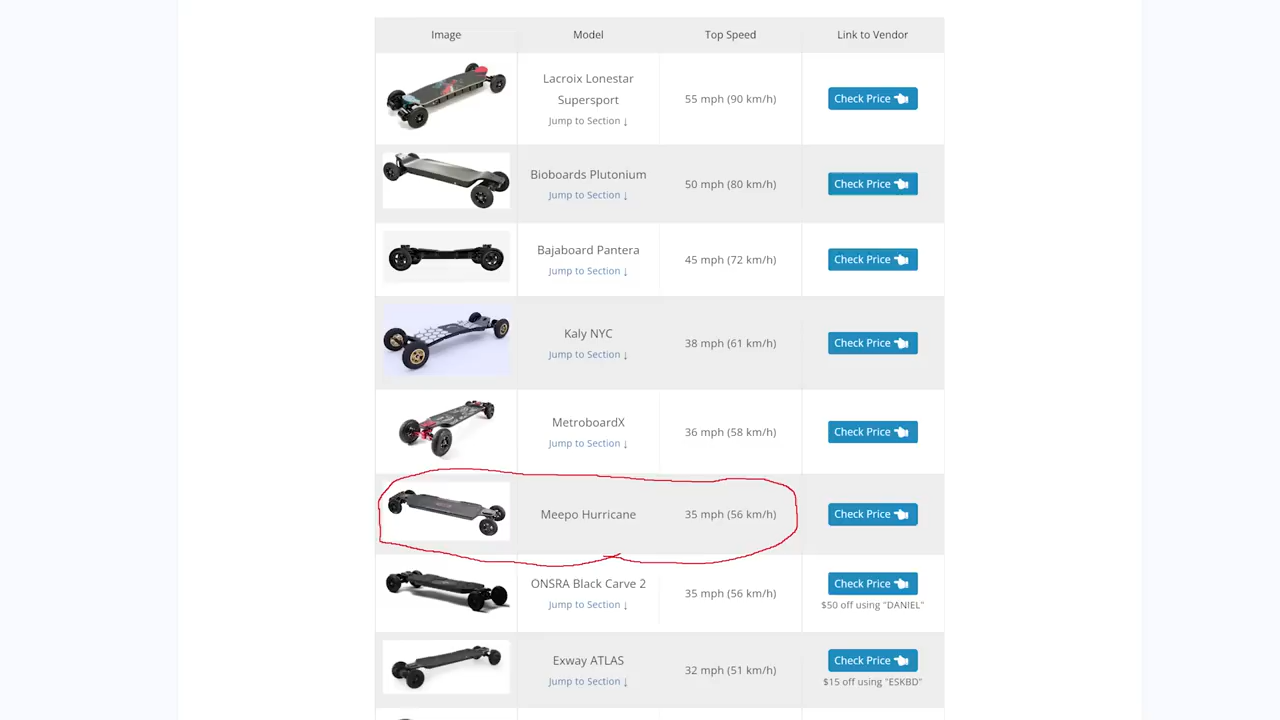 Image Model Top Speed Link to Vendor
Lacroix Lonestar
Supersport
Jump to Section ↓
55 mph (90 km/h)
Check Price
Bioboards Plutonium
Jump to Section ↓
50 mph (80 km/h)
Check Price
Bajaboard Pantera
Jump to Section ↓
45 mph (72 km/h)
Check Price
Kaly NYC
Jump to Section ↓
38 mph (61 km/h)
Check Price
MetroboardX
Jump to Section ↓
36 mph (58 km/h)
Check Price
Meepo Hurricane
35 mph (56 km/h)
Check Price
ONSRA Black Carve 2
Jump to Section ↓
35 mph (56 km/h)
Check Price
$50 off using "DANIEL"
Exway ATLAS
Jump to Section ↓
32 mph (51 km/h)
Check Price
$15 off using "ESKBD"